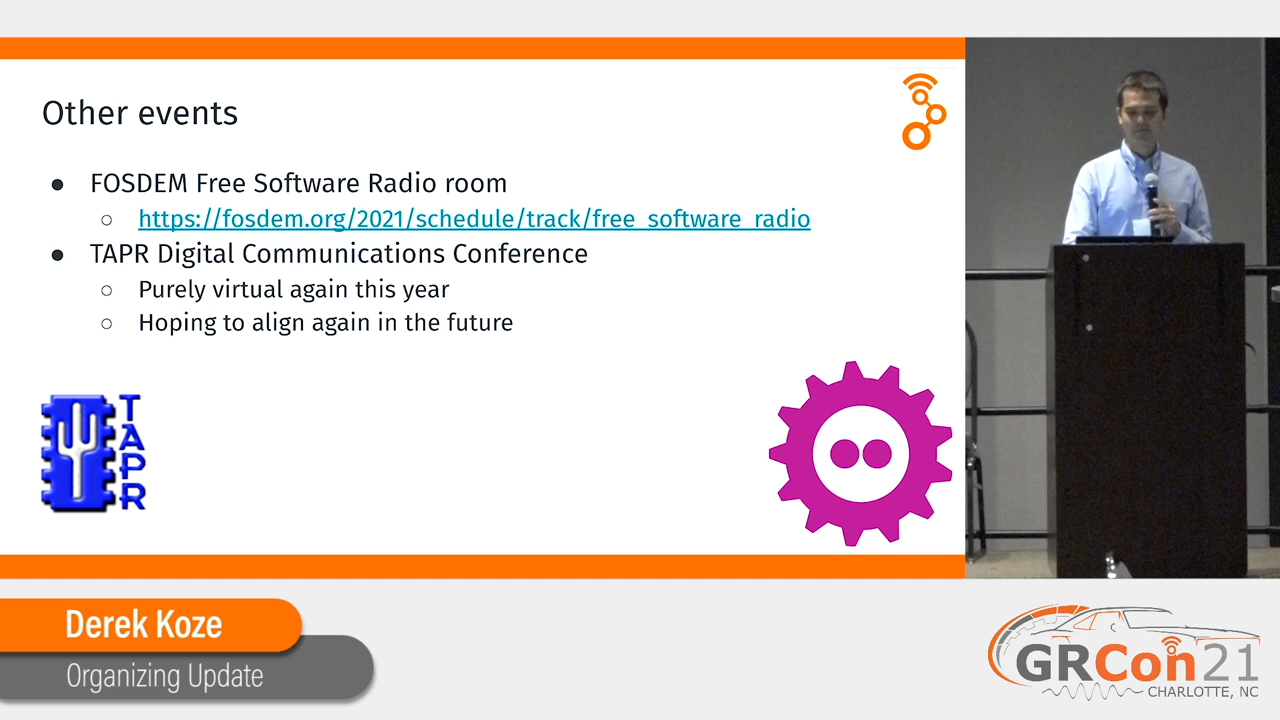 Other events
● FOSDEM Free Software Radio room
○ https://fosdem.org/2021/schedule/track/free_software_radio
● TAPR Digital Communications Conference
○ Purely virtual again this year
○ Hoping to align again in the future
TAPR
Derek Koze
Organizing Update
GRCon21
CHARLOTTE, NC